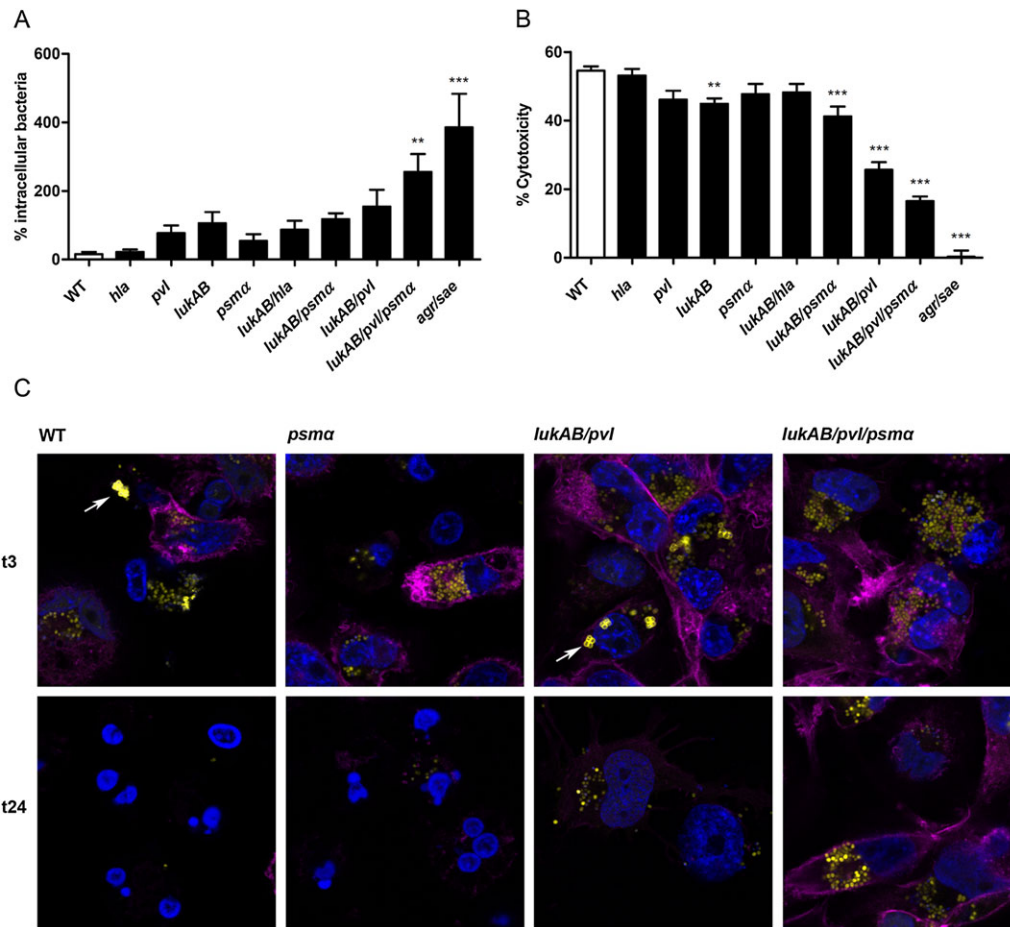 A
% intracellular bacteria
600
400
200
0
**
***
WT
hla
pvl
lukAB
psmα
lukAB/hla
lukAB/psmα
lukAB/pvl
lukAB/pvl/psmα
agr/sae
B
% Cytotoxicity
60
40
20
0
**
***
***
***
***
WT
hla
pvl
lukAB
psmα
lukAB/hla
lukAB/psmα
lukAB/pvl
lukAB/pvl/psmα
agr/sae
C
WT
psmα
lukAB/pvl
lukAB/pvl/psmα
t3
t24